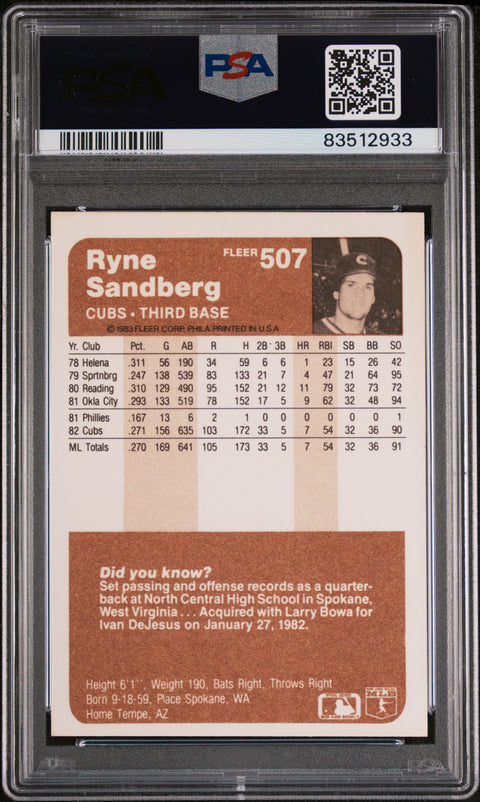 PSA
PSA
83512933
Ryne
Sandberg
FLEER 507
CUBS • THIRD BASE
© 1983 FLEER CORP. PHILA PRINTED IN U.S.A
Yr. Club Pct. G AB R H 2B 3B HR RBI SB BB SO
78 Helena .311 56 190 34 59 6 6 1 23 15 26 42
79 Sprtnbrg .247 138 539 83 133 21 7 4 47 21 64 95
80 Reading .310 129 490 95 152 21 12 11 79 32 73 72
81 Okla City .293 133 519 78 152 17 5 9 62 32 48 94
81 Phillies .167 13 6 2 1 0 0 0 0 0 0 1
82 Cubs .271 156 635 103 172 33 5 7 54 32 36 90
ML Totals .270 169 641 105 173 33 5 7 54 32 36 91
Did you know?
Set passing and offense records as a quarter-
back at North Central High School in Spokane,
West Virginia . . . Acquired with Larry Bowa for
Ivan DeJesus on January 27, 1982.
Height 6'1'', Weight 190, Bats Right, Throws Right
Born 9-18-59, Place Spokane, WA
Home Tempe, AZ
PSA